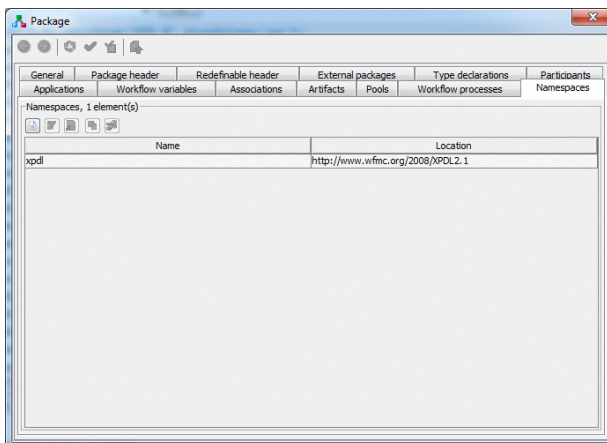 Package
General Package header Redefinable header External packages Type declarations Participants
Applications Workflow variables Associations Artifacts Pools Workflow processes Namespaces
Namespaces, 1 element(s)
Name Location
xpdl http://www.wfmc.org/2008/XPDL2.1